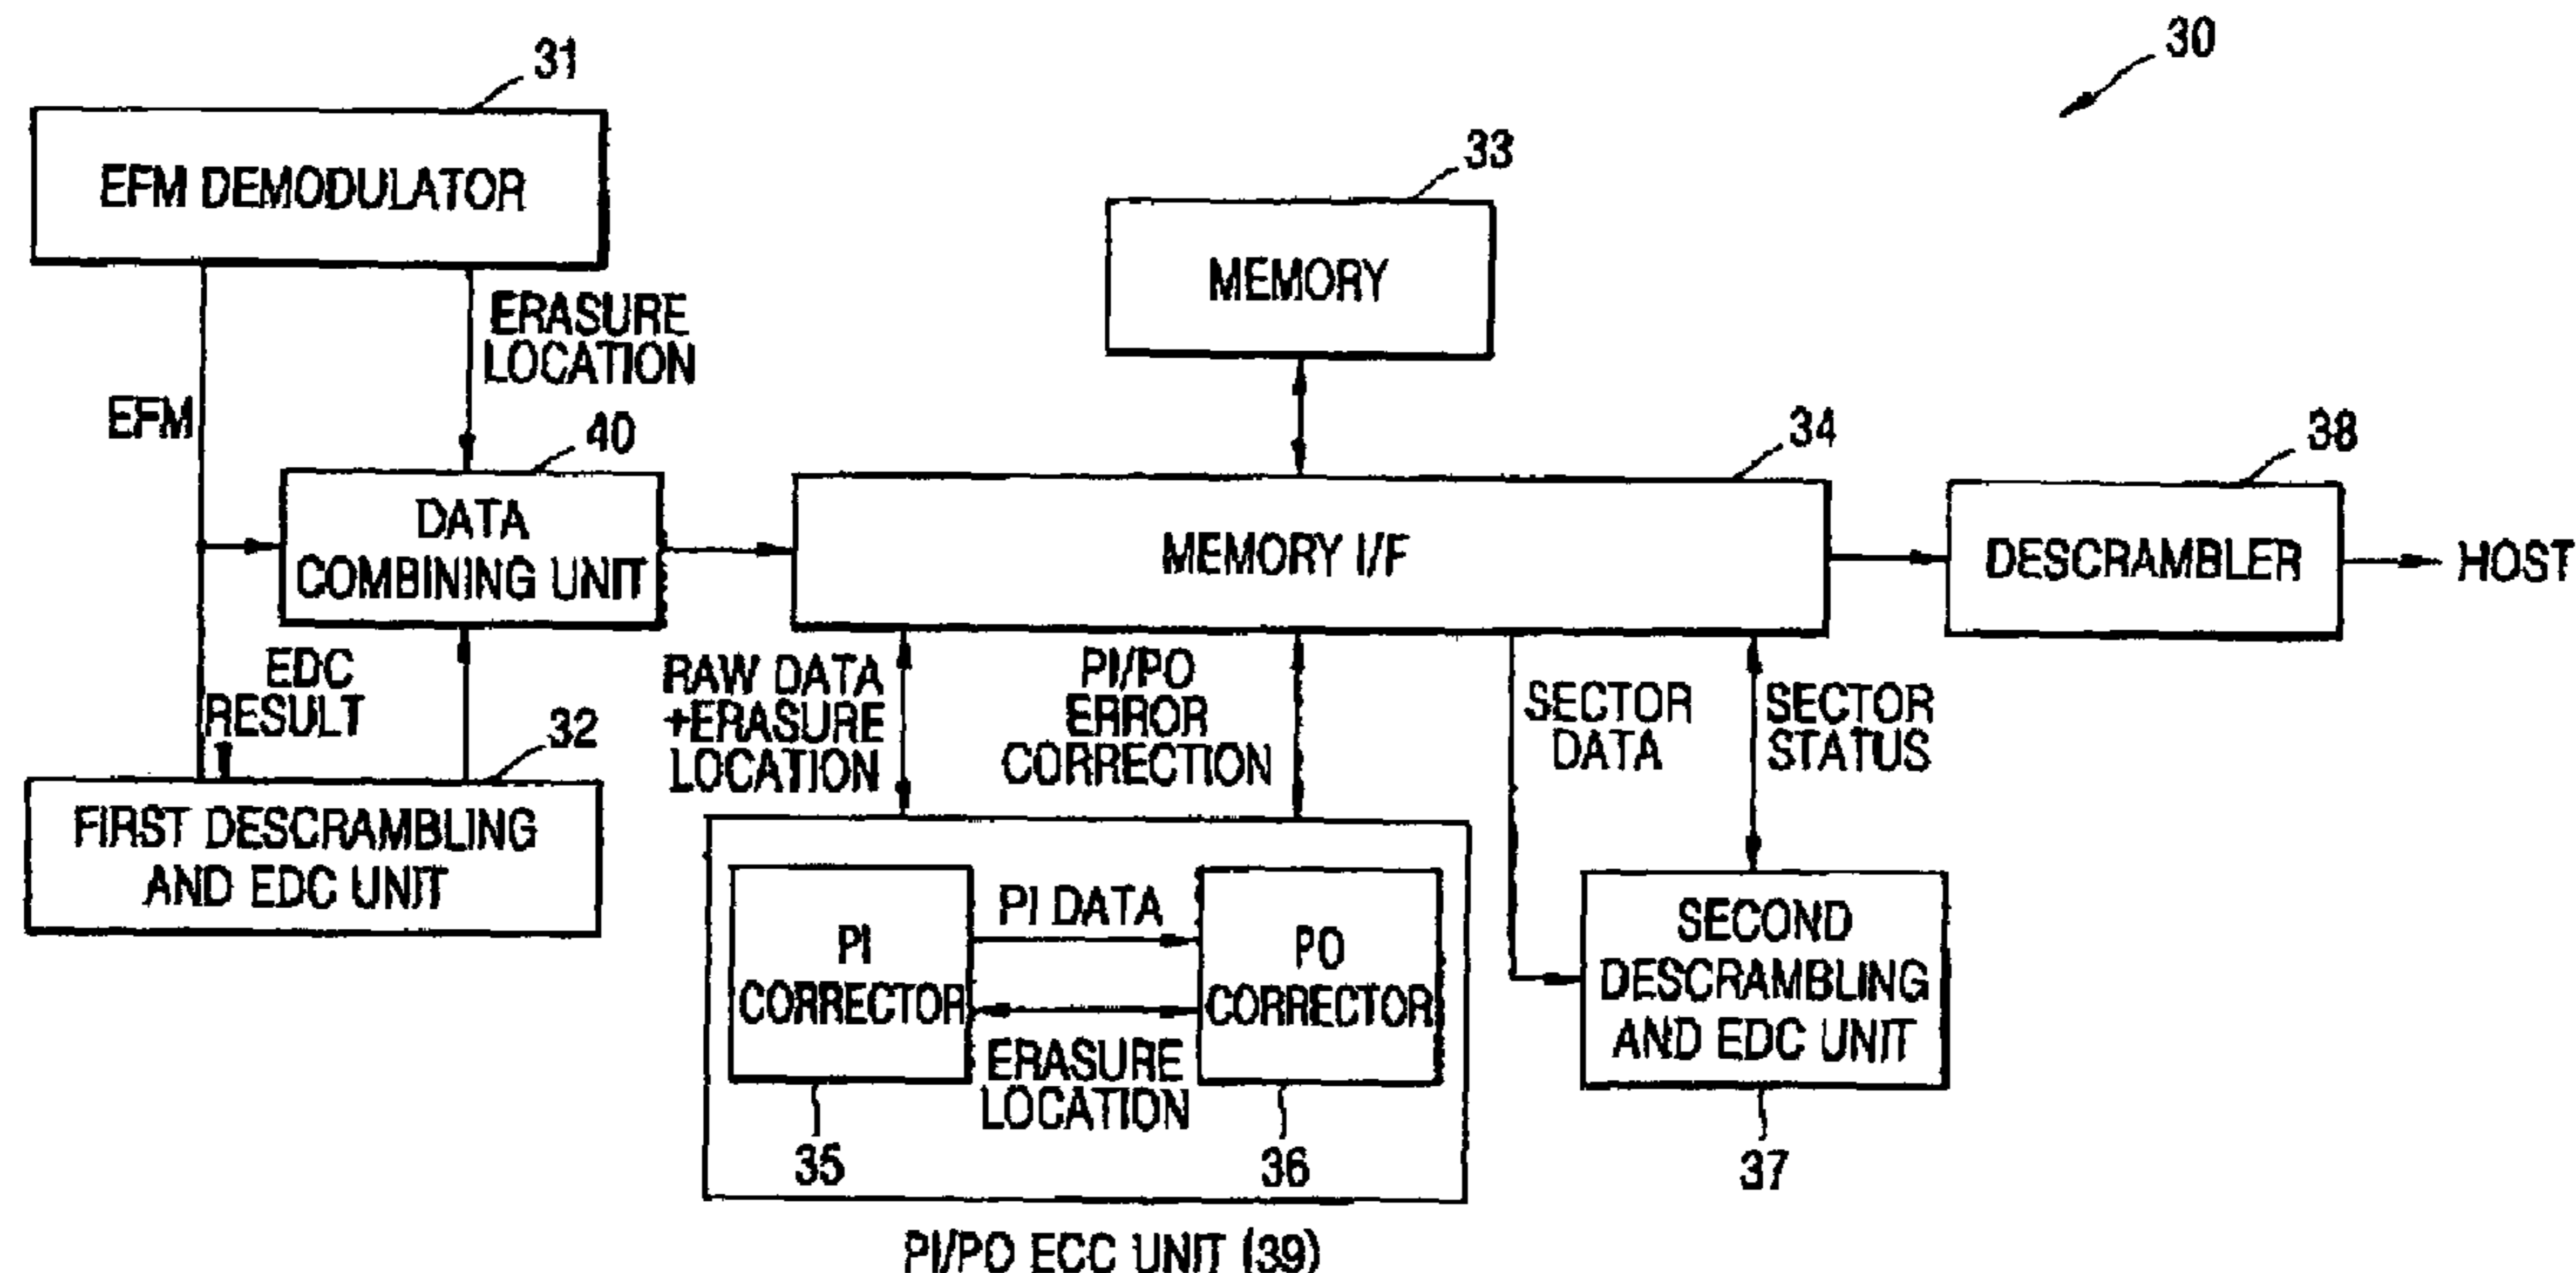 30
31
EFM DEMODULATOR
33
MEMORY
ERASURE
LOCATION
EFM
40
DATA
COMBINING UNIT
34
MEMORY I/F
38
DESCRAMBLER
HOST
EDC
RESULT
32
FIRST DESCRAMBLING
AND EDC UNIT
RAW DATA
+ERASURE
LOCATION
PI/PO
ERROR
CORRECTION
SECTOR
DATA
SECTOR
STATUS
PI
CORRECTOR
PI DATA
ERASURE
LOCATION
PO
CORRECTOR
35
36
SECOND
DESCRAMBLING
AND EDC UNIT
37
PI/PO ECC UNIT (39)